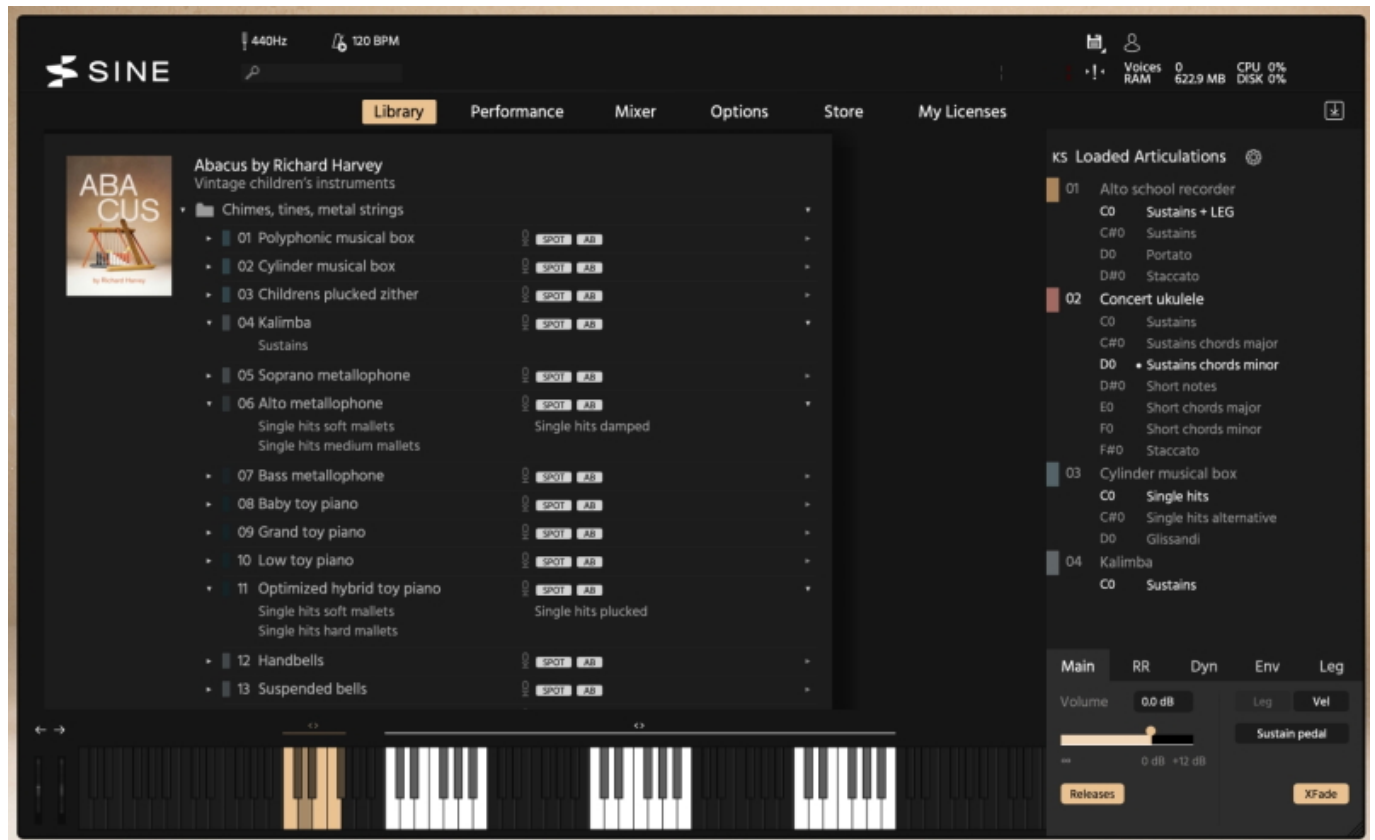 440Hz
120 BPM
SINE
Voices 0 CPU 0%
RAM 622.9 MB DISK 0%
Library Performance Mixer Options Store My Licenses
ABA
CUS
by Richard Harvey
Abacus by Richard Harvey
Vintage children's instruments
Chimes, tines, metal strings
01 Polyphonic musical box SPOT AB
02 Cylinder musical box SPOT AB
03 Childrens plucked zither SPOT AB
04 Kalimba SPOT AB
Sustains
05 Soprano metallophone SPOT AB
06 Alto metallophone SPOT AB
Single hits soft mallets Single hits damped
Single hits medium mallets
07 Bass metallophone SPOT AB
08 Baby toy piano SPOT AB
09 Grand toy piano SPOT AB
10 Low toy piano SPOT AB
11 Optimized hybrid toy piano SPOT AB
Single hits soft mallets Single hits plucked
Single hits hard mallets
12 Handbells SPOT AB
13 Suspended bells SPOT AB
KS Loaded Articulations
01 Alto school recorder
C0 Sustains + LEG
C#0 Sustains
D0 Portato
D#0 Staccato
02 Concert ukulele
C0 Sustains
C#0 Sustains chords major
D0 • Sustains chords minor
D#0 Short notes
E0 Short chords major
F0 Short chords minor
F#0 Staccato
03 Cylinder musical box
C0 Single hits
C#0 Single hits alternative
D0 Glissandi
04 Kalimba
C0 Sustains
Main RR Dyn Env Leg
Volume 0.0 dB Leg Vel
Sustain pedal
-∞ 0 dB +12 dB
Releases XFade